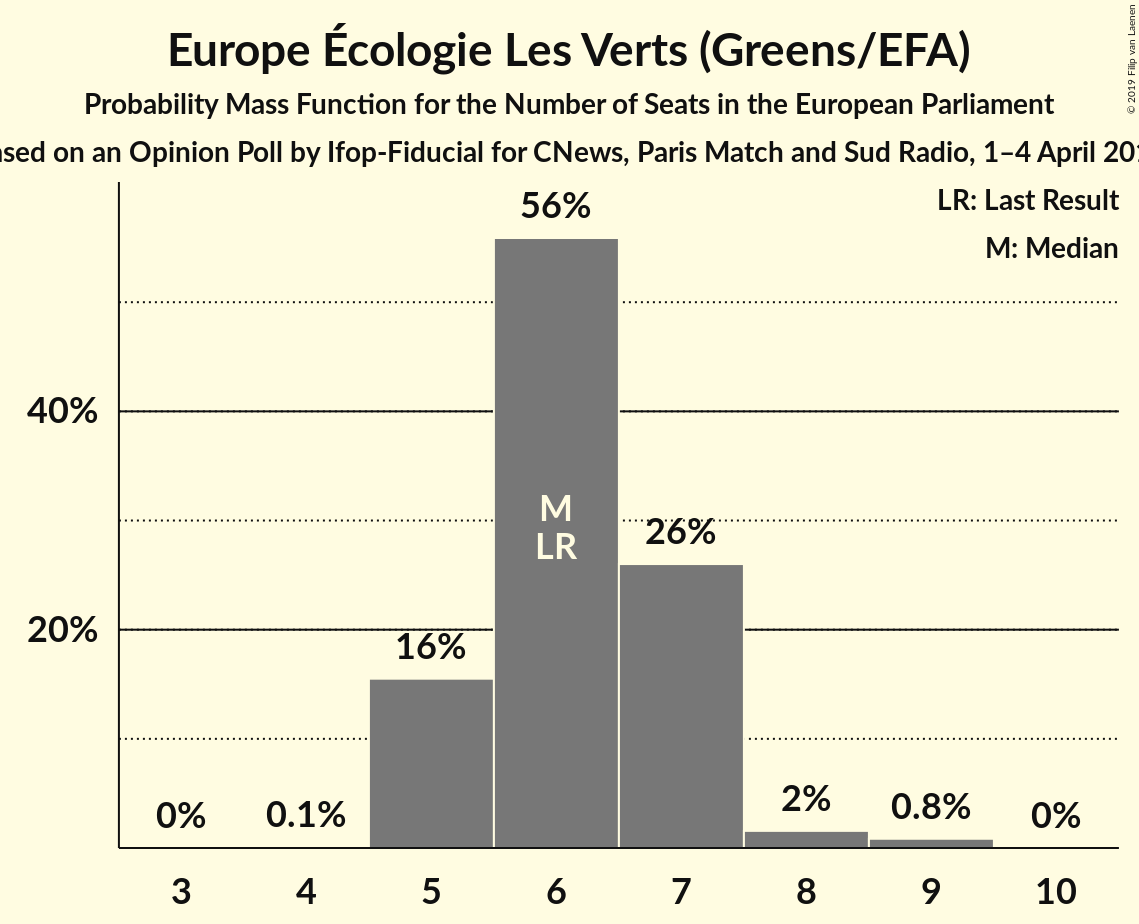 Europe Écologie Les Verts (Greens/EFA)
Probability Mass Function for the Number of Seats in the European Parliament
on an Opinion Poll by Ifop-Fiducial for CNews, Paris Match and Sud Radio, 1–4 April
© 2019 Filip van Laenen
LR: Last Result
M: Median
56%
40%
M
LR
26%
20%
16%
0%
0.1%
2%
0.8%
0%
3 4 5 6 7 8 9 10